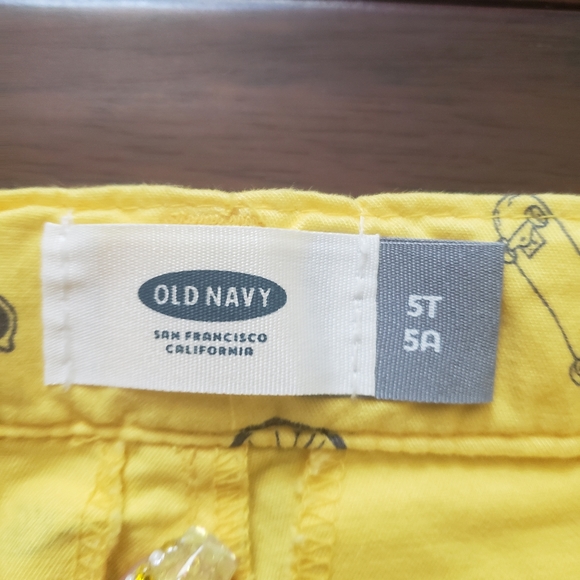 OLD NAVY
SAN FRANCISCO
CALIFORNIA
5T
5A